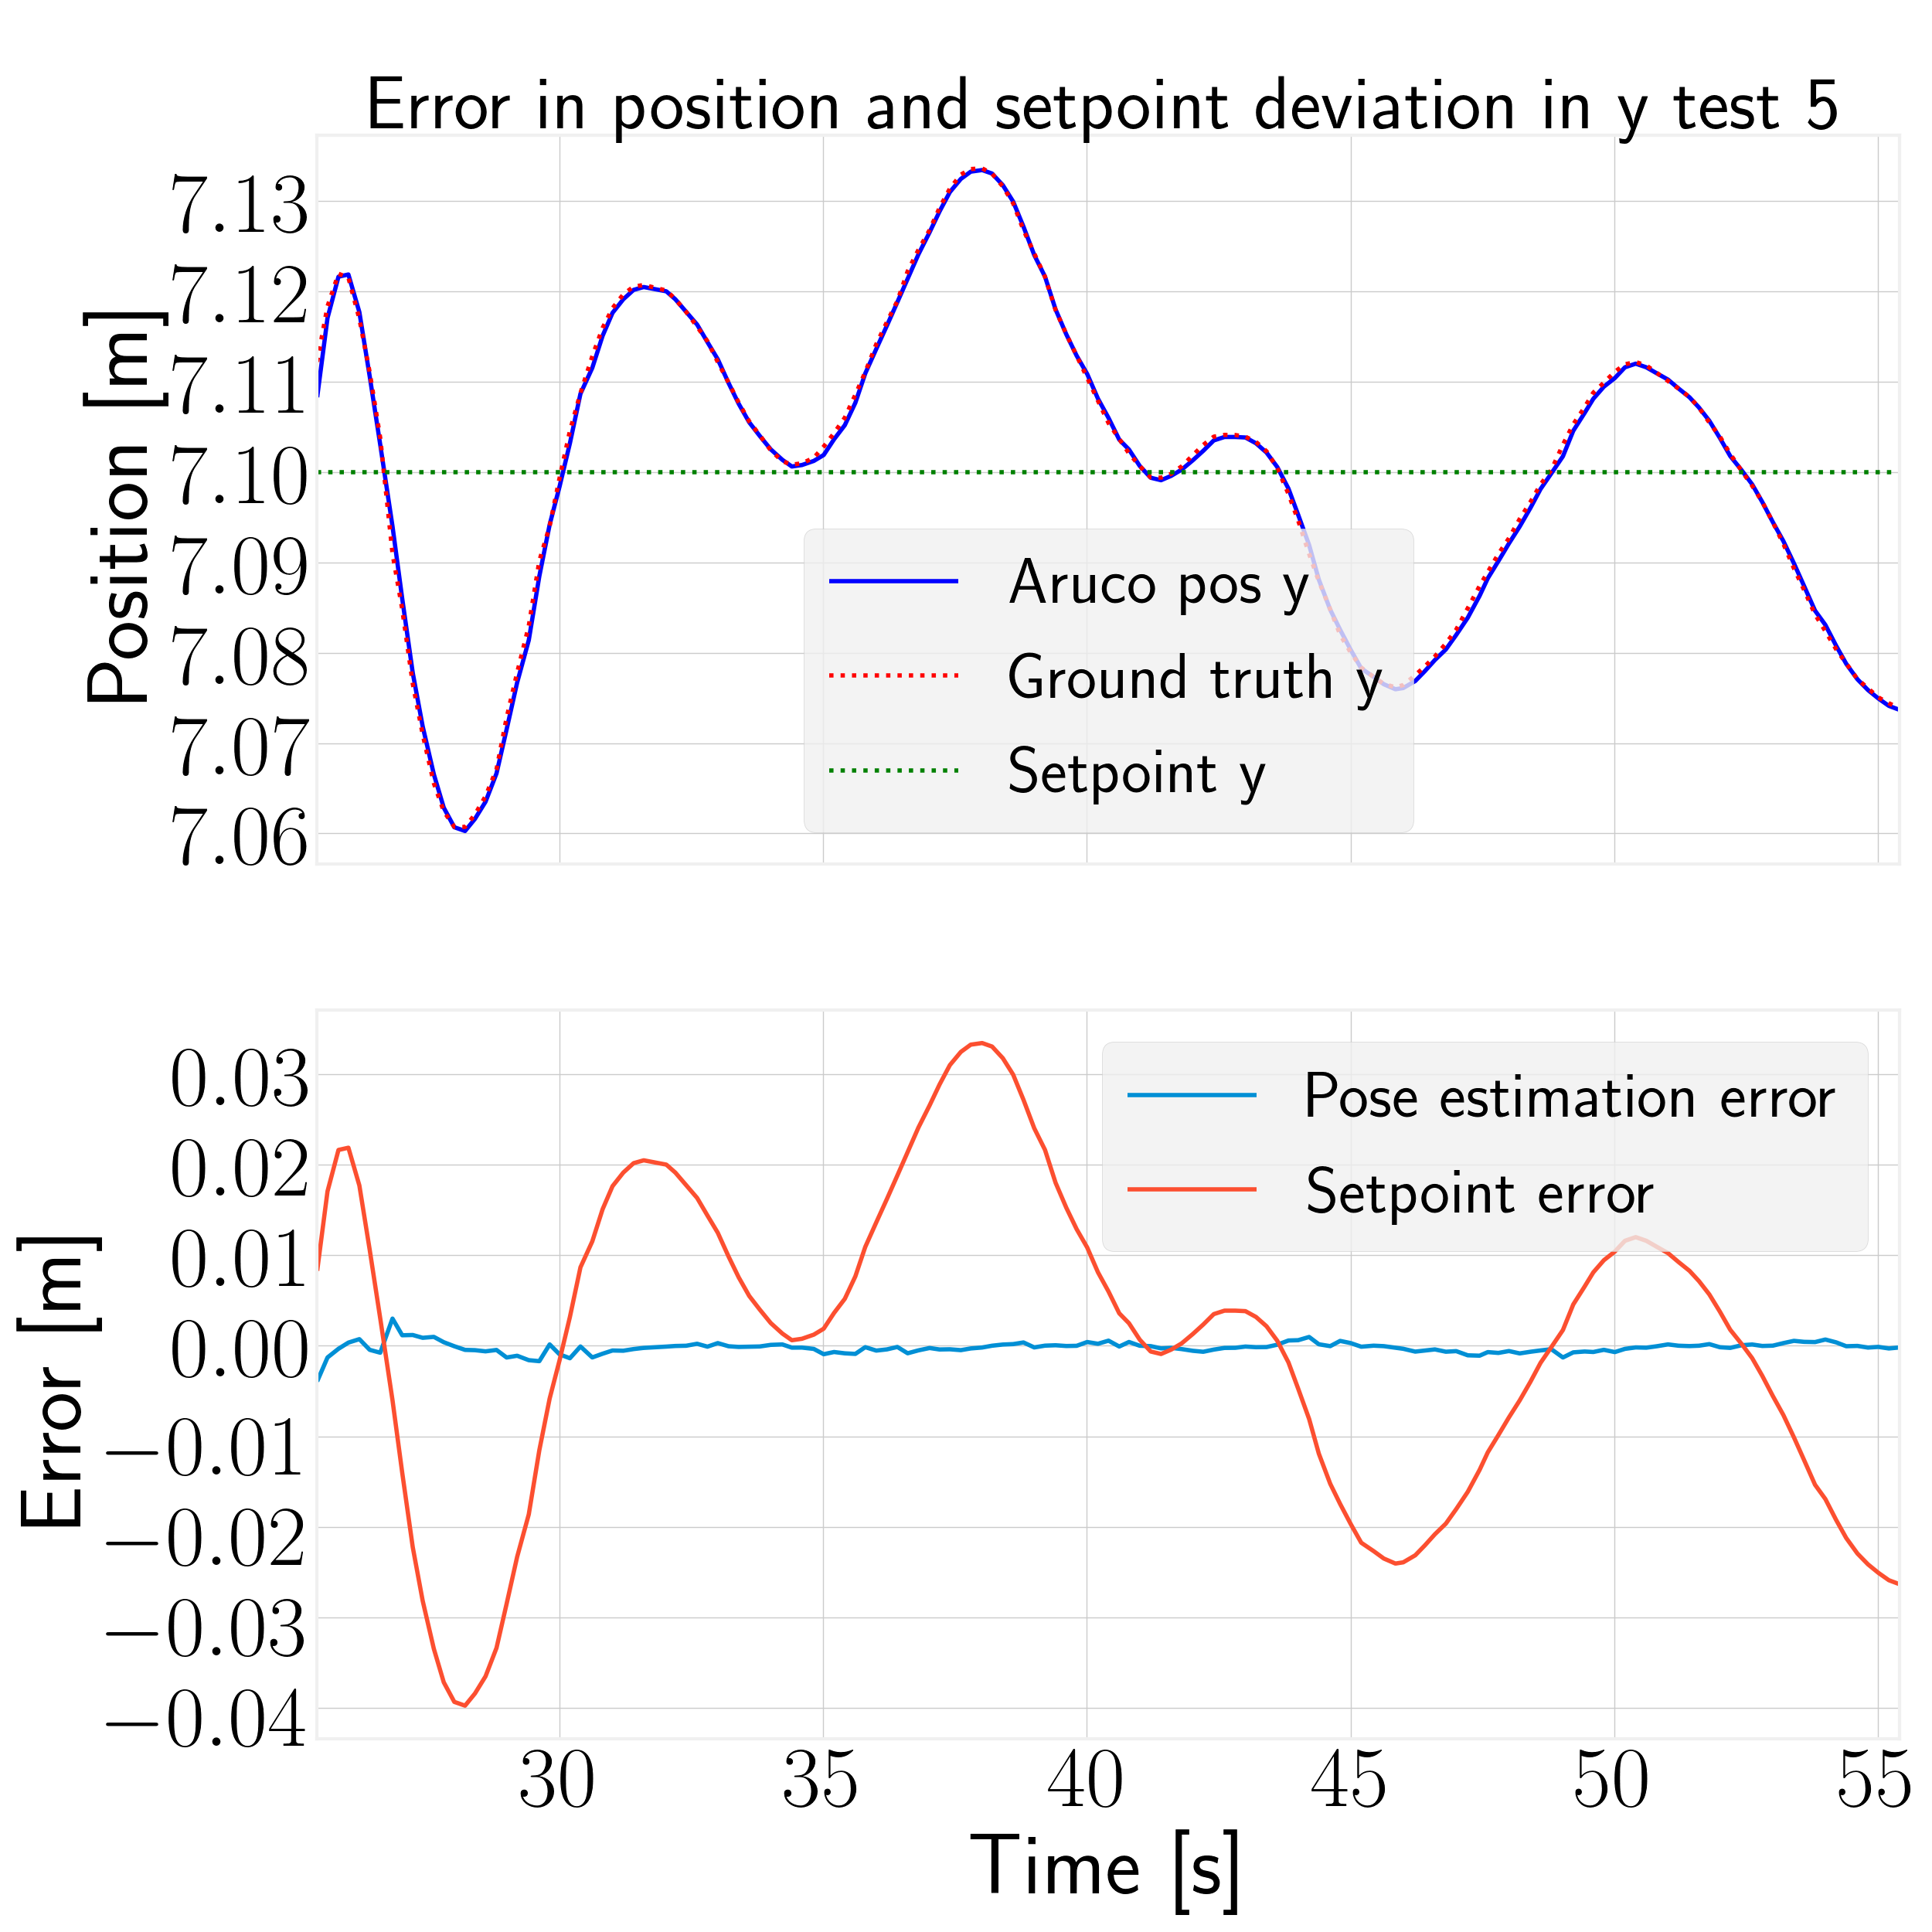 Error in position and setpoint deviation in y test 5
Position [m]
7.13
7.12
7.11
7.10
7.09
7.08
7.07
7.06
Aruco pos y
Ground truth y
Setpoint y
Error [m]
0.03
0.02
0.01
0.00
−0.01
−0.02
−0.03
−0.04
Pose estimation error
Setpoint error
30 35 40 45 50 55
Time [s]